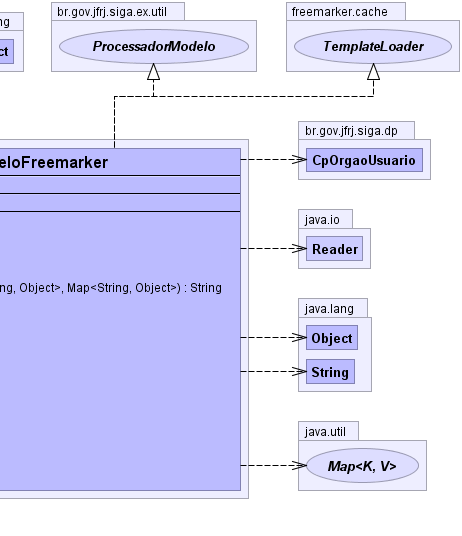 ng
br.gov.jfrj.siga.ex.util
freemarker.cache
ct
ProcessadorModelo
TemplateLoader
br.gov.jfrj.siga.dp
eloFreemarker
CpOrgaoUsuario
java.io
Reader
ng, Object>, Map<String, Object>) : String
java.lang
Object
String
java.util
Map<K, V>